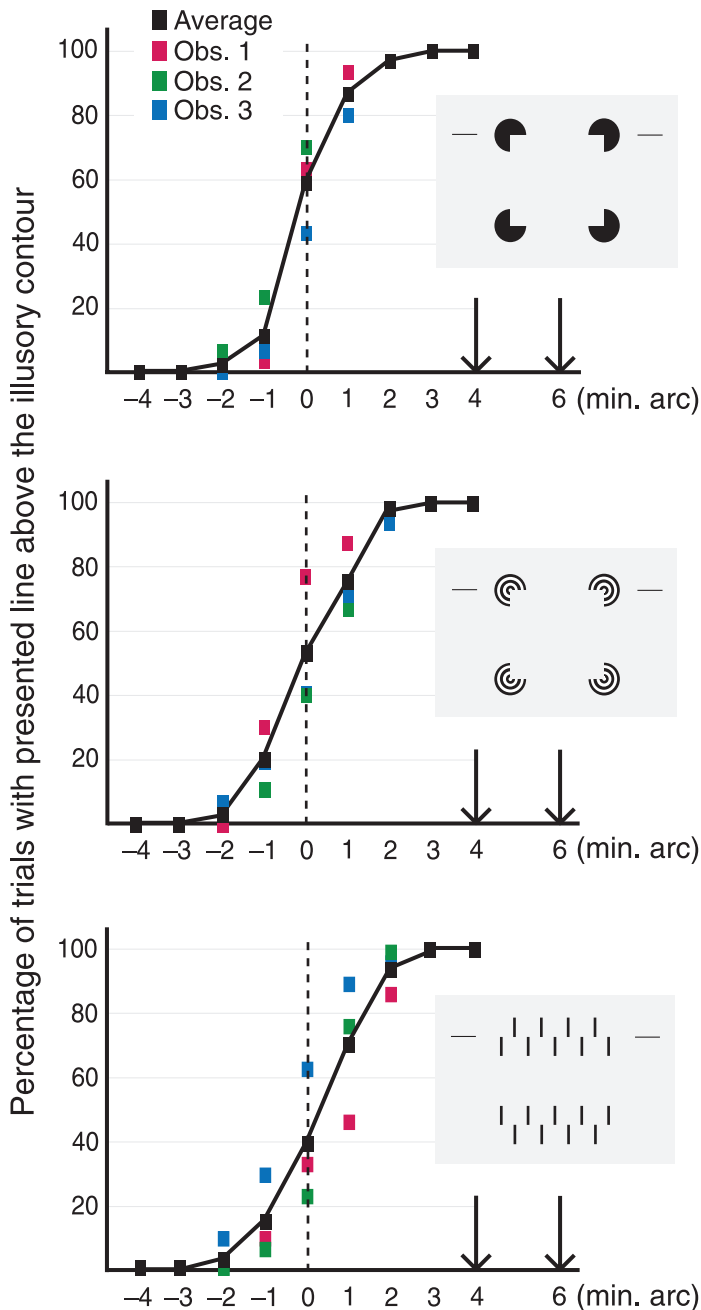 Percentage of trials with presented line above the illusory contour
Average
Obs. 1
Obs. 2
Obs. 3
100
80
60
40
20
–4 –3 –2 –1 0 1 2 3 4 6 (min. arc)
100
80
60
40
20
–4 –3 –2 –1 0 1 2 3 4 6 (min. arc)
100
80
60
40
20
–4 –3 –2 –1 0 1 2 3 4 6 (min. arc)